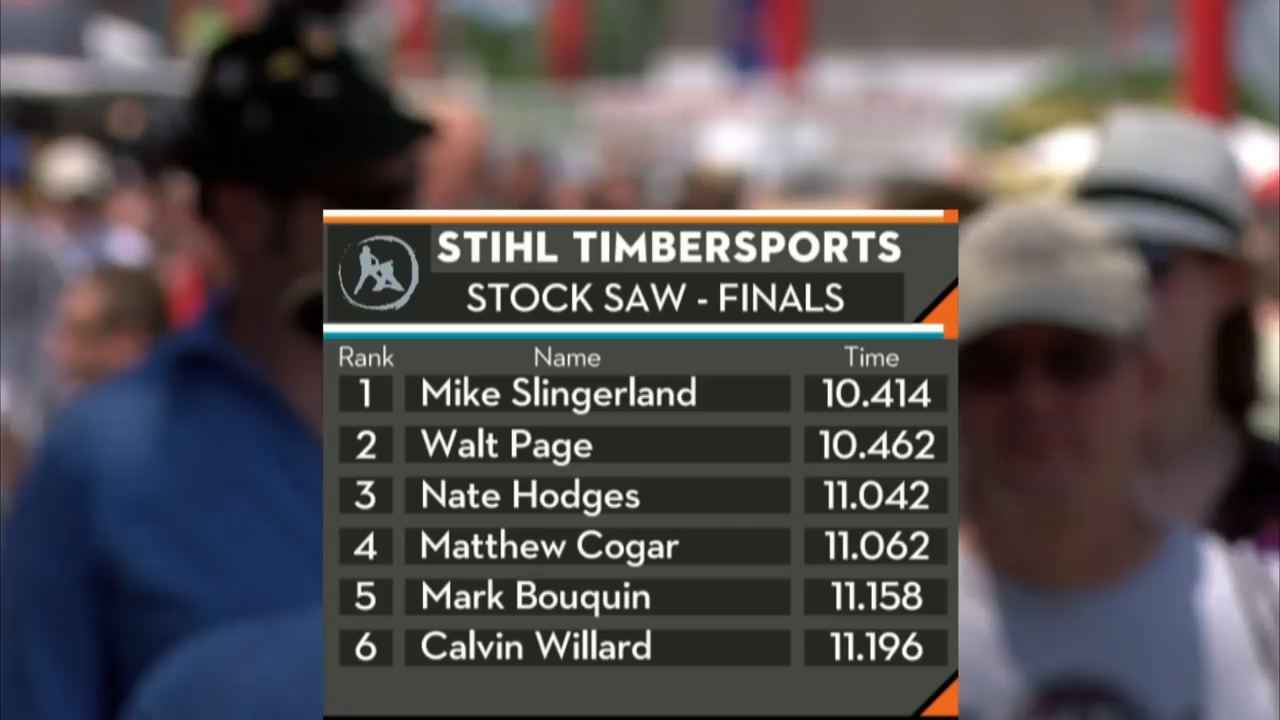 STIHL TIMBERSPORTS
STOCK SAW - FINALS
Rank Name Time
1 Mike Slingerland 10.414
2 Walt Page 10.462
3 Nate Hodges 11.042
4 Matthew Cogar 11.062
5 Mark Bouquin 11.158
6 Calvin Willard 11.196